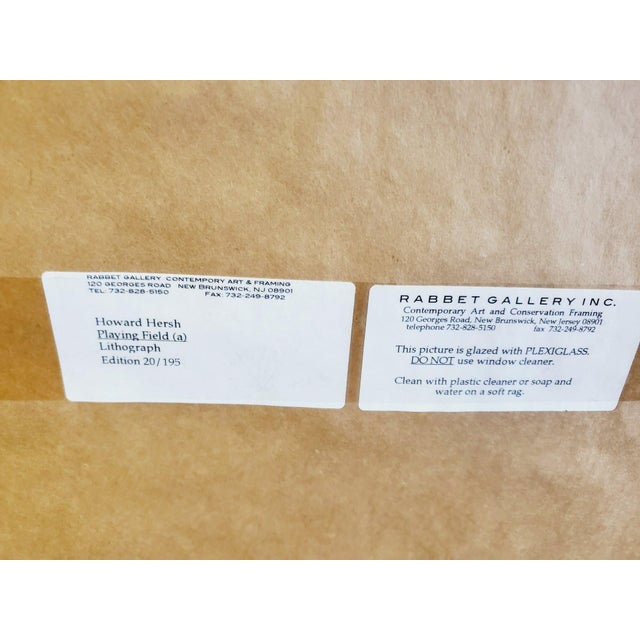 RABBET GALLERY CONTEMPORY ART & FRAMING
120 GEORGES ROAD NEW BRUNSWICK, NJ 08901
TEL 732-828-5150 FAX 732-249-8792
Howard Hersh
Playing Field (a)
Lithograph
Edition 20/195
RABBET GALLERY INC.
Contemporary Art and Conservation Framing
120 Georges Road, New Brunswick, New Jersey 08901
telephone 732-828-5150 fax 732-249-8792
This picture is glazed with PLEXIGLASS.
DO NOT use window cleaner.
Clean with plastic cleaner or soap and
water on a soft rag.